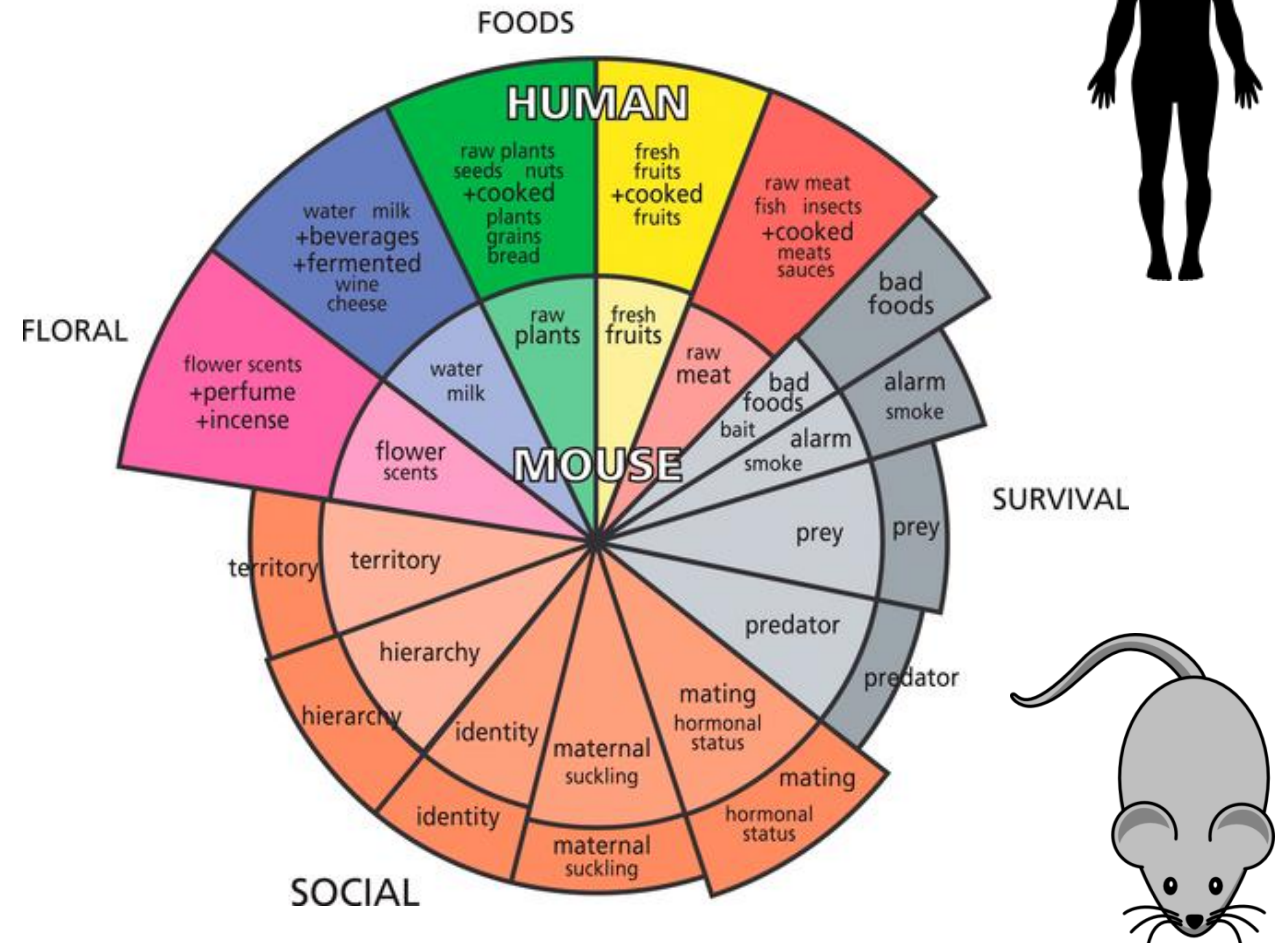 FOODS
HUMAN
raw plants
seeds nuts
+cooked
plants
grains
bread
fresh
fruits
+cooked
fruits
raw meat
fish insects
+cooked
meats
sauces
water milk
+beverages
+fermented
wine
cheese
bad
foods
FLORAL
flower scents
+perfume
+incense
alarm
smoke
raw
plants
fresh
fruits
raw
meat
water
milk
bad
foods
bait
alarm
smoke
flower
scents
MOUSE
SURVIVAL
prey
prey
territory
territory
predator
predator
hierarchy
hierarchy
identity
identity
maternal
suckling
maternal
suckling
mating
hormonal
status
mating
hormonal
status
SOCIAL